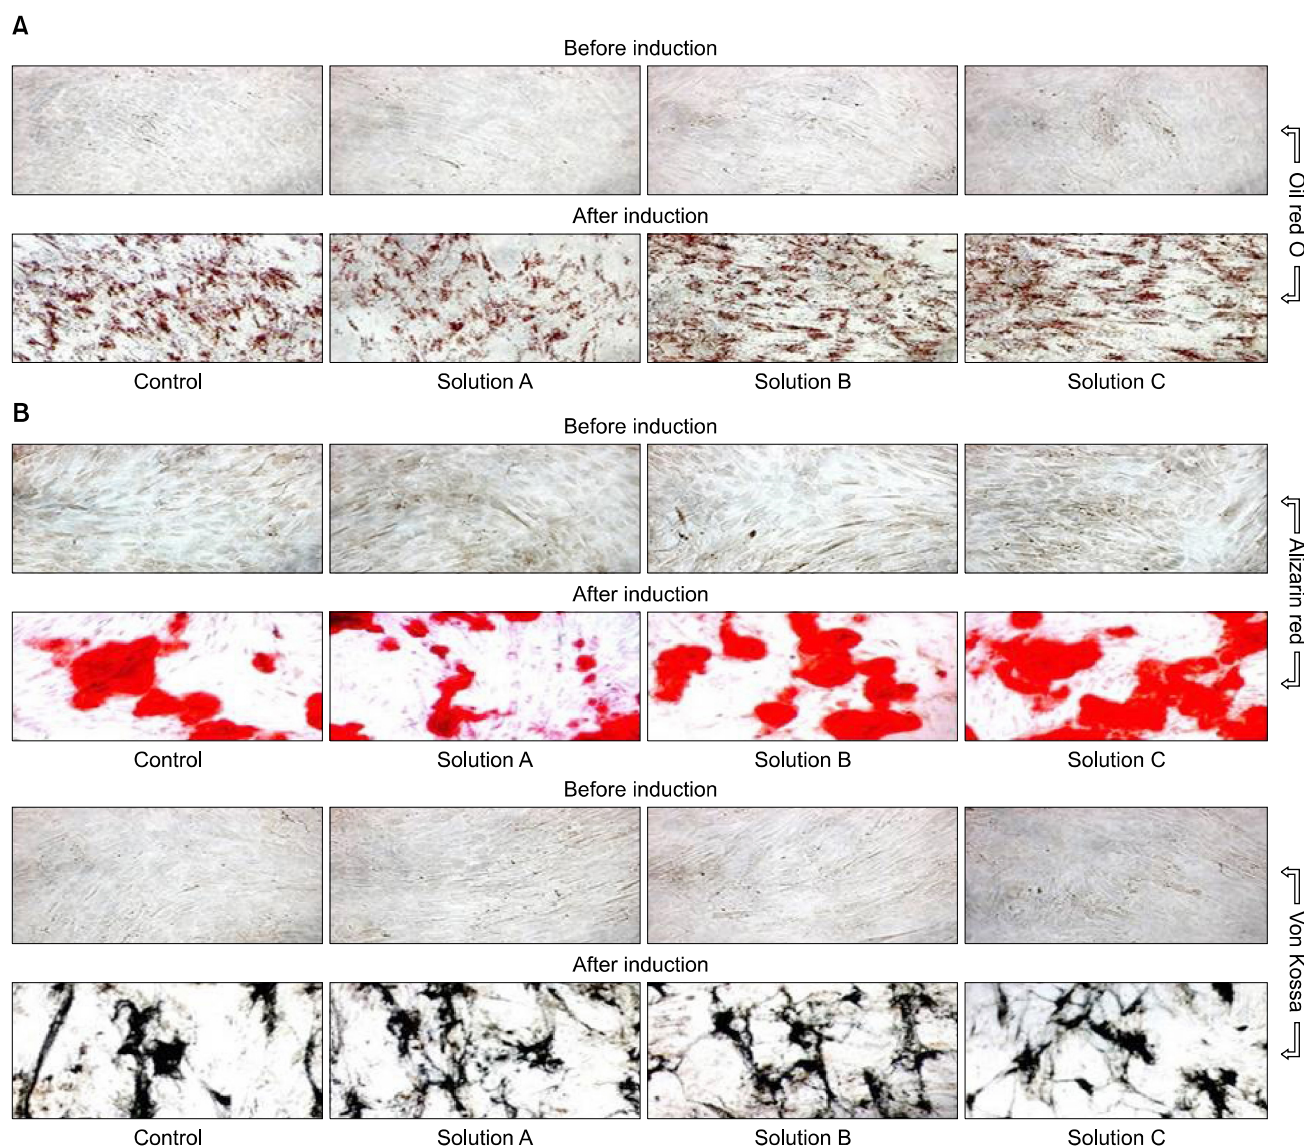 A
Before induction
After induction
Oil red O
Control Solution A Solution B Solution C
B
Before induction
After induction
Alizarin red
Control Solution A Solution B Solution C
Before induction
After induction
Von Kossa
Control Solution A Solution B Solution C